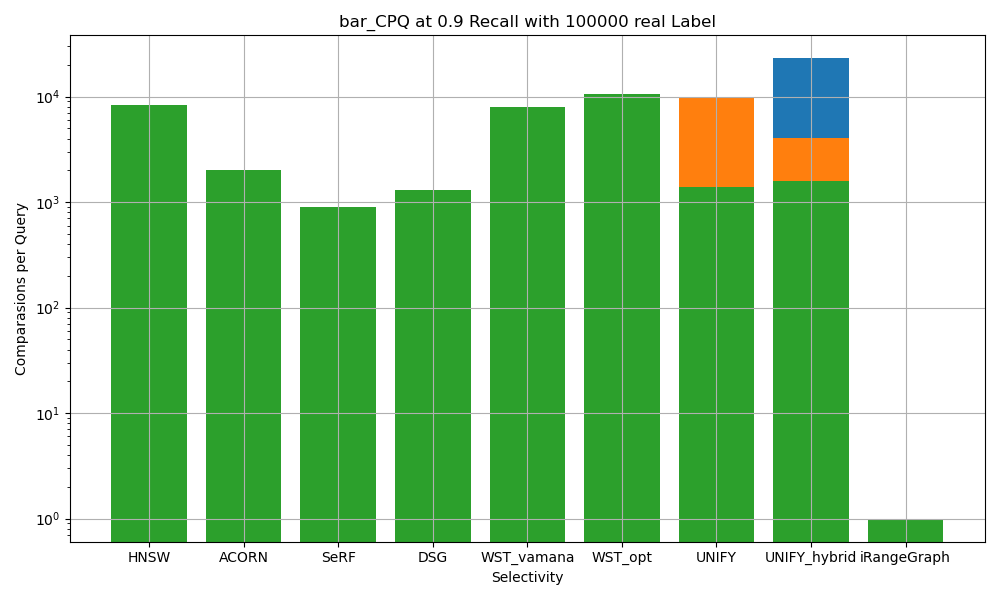 bar_CPQ at 0.9 Recall with 100000 real Label
Comparasions per Query
10^4
10^3
10^2
10^1
10^0
HNSW ACORN SeRF DSG WST_vamana WST_opt UNIFY UNIFY_hybrid iRangeGraph
Selectivity